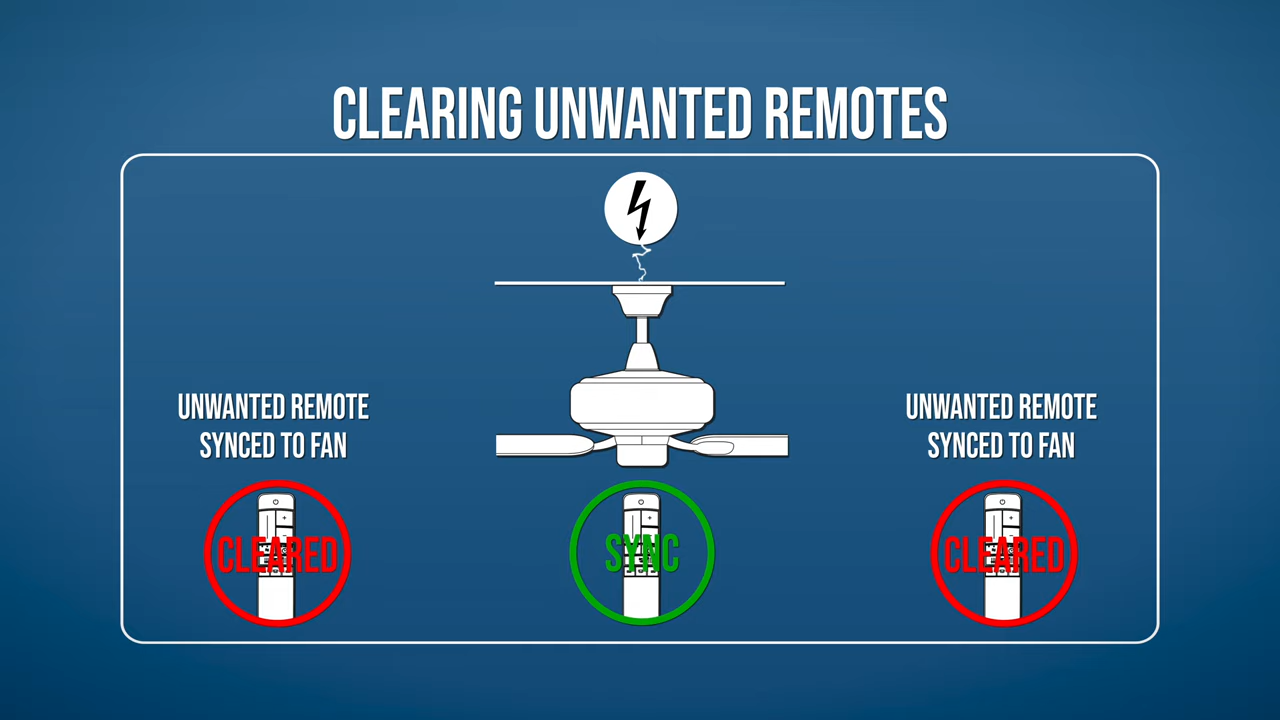 CLEARING UNWANTED REMOTES
UNWANTED REMOTE
SYNCED TO FAN
CLEARED
SYNC
UNWANTED REMOTE
SYNCED TO FAN
CLEARED